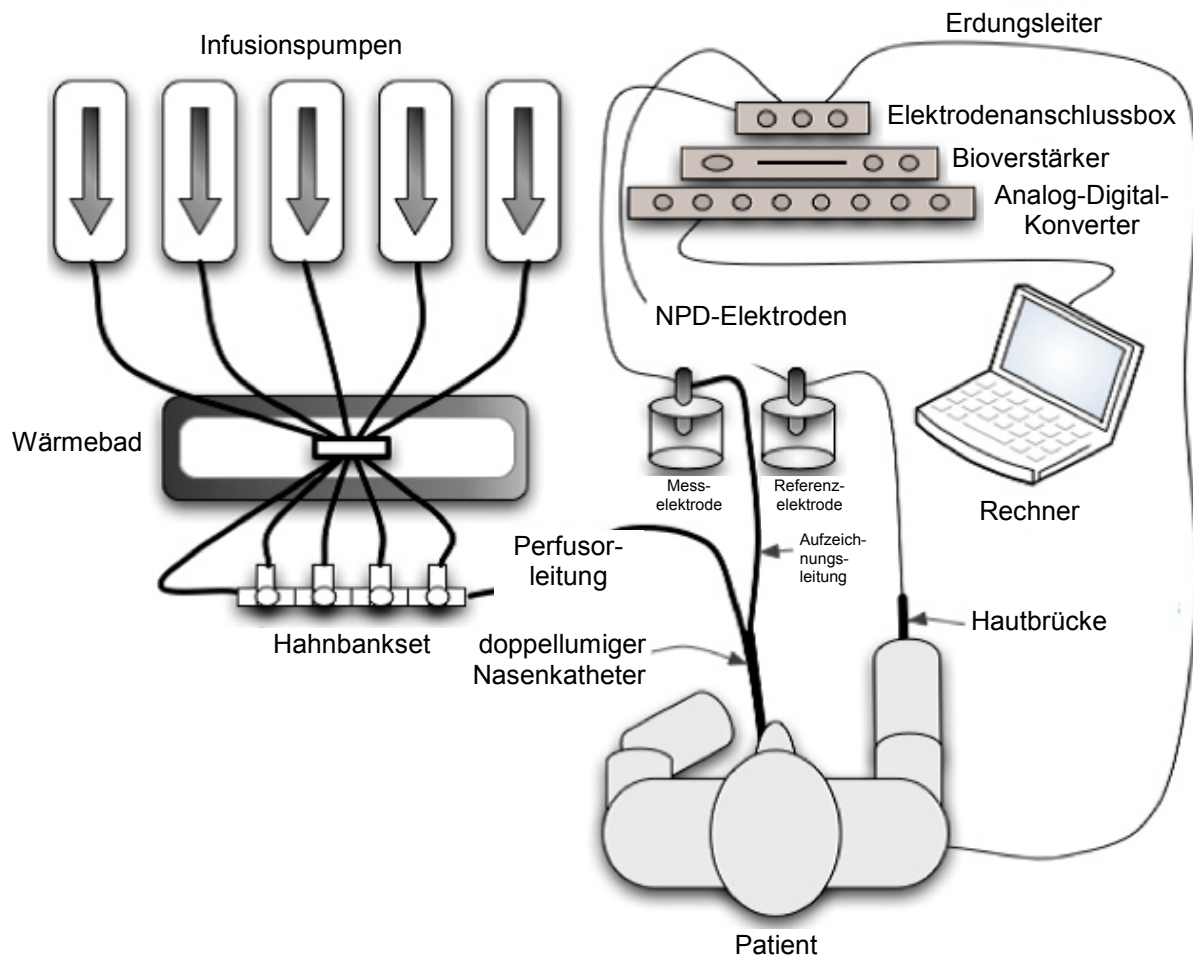 Infusionspumpen
Erdungsleiter
Elektrodenanschlussbox
Bioverstärker
Analog-Digital-
Konverter
NPD-Elektroden
Wärmebad
Mess-
elektrode
Referenz-
elektrode
Rechner
Perfusor-
leitung
Aufzeich-
nungs-
leitung
Hahnbankset
doppellumiger
Nasenkatheter
Hautbrücke
Patient